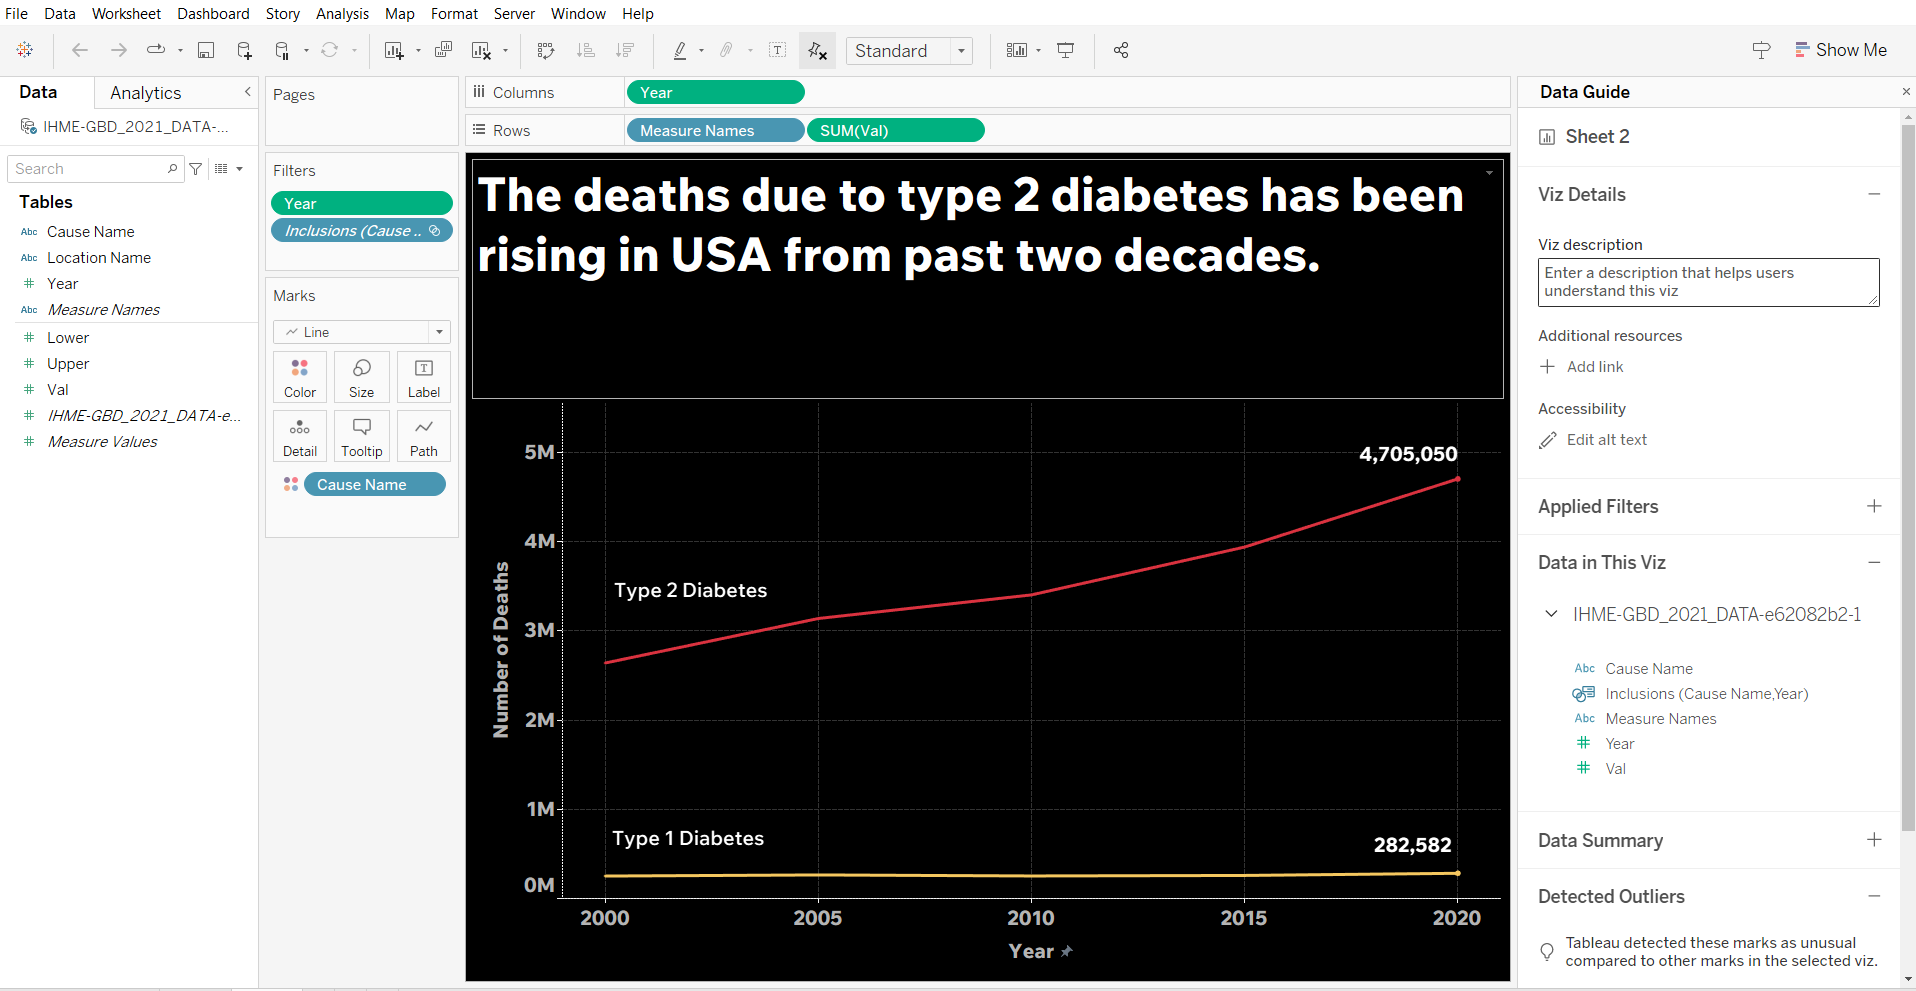 File Data Worksheet Dashboard Story Analysis Map Format Server Window Help
Standard
Show Me
Data Analytics
IHME-GBD_2021_DATA-...
Search
Tables
Abc Cause Name
Abc Location Name
# Year
Abc Measure Names
# Lower
# Upper
# Val
# IHME-GBD_2021_DATA-e...
# Measure Values
Pages
Filters
Year
Inclusions (Cause ..
Marks
Line
Color Size Label
Detail Tooltip Path
Cause Name
Columns Year
Rows Measure Names SUM(Val)
The deaths due to type 2 diabetes has been
rising in USA from past two decades.
5M
4M
3M
2M
1M
0M
Number of Deaths
4,705,050
Type 2 Diabetes
Type 1 Diabetes
282,582
2000 2005 2010 2015 2020
Year
Data Guide
Sheet 2
Viz Details
Viz description
Enter a description that helps users
understand this viz
Additional resources
Add link
Accessibility
Edit alt text
Applied Filters
Data in This Viz
IHME-GBD_2021_DATA-e62082b2-1
Abc Cause Name
Inclusions (Cause Name,Year)
Abc Measure Names
# Year
# Val
Data Summary
Detected Outliers
Tableau detected these marks as unusual
compared to other marks in the selected viz.